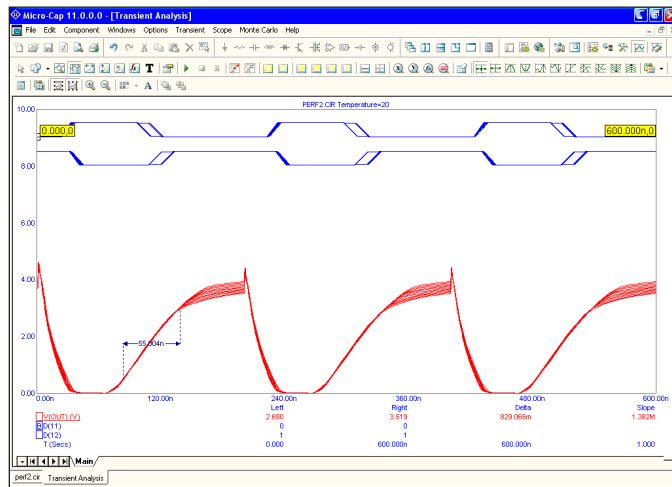 Micro-Cap 11.0.0.0 - [Transient Analysis]
File Edit Component Windows Options Transient Scope Monte Carlo Help
T
A
PERF2.CIR Temperature=20
10.00
0.000,0
600.000n,0
8.00
6.00
4.00
2.00
55.004n
0.00
0.00n 120.00n 240.00n 360.00n 480.00n 600.00n
Left Right Delta Slope
V(OUT) (V) 2.690 3.519 829.065m 1.382M
D(11) 0 0
D(12) 1 1
T (Secs) 0.000 600.000n 600.000n 1.000
Main
perf2.cir Transient Analysis